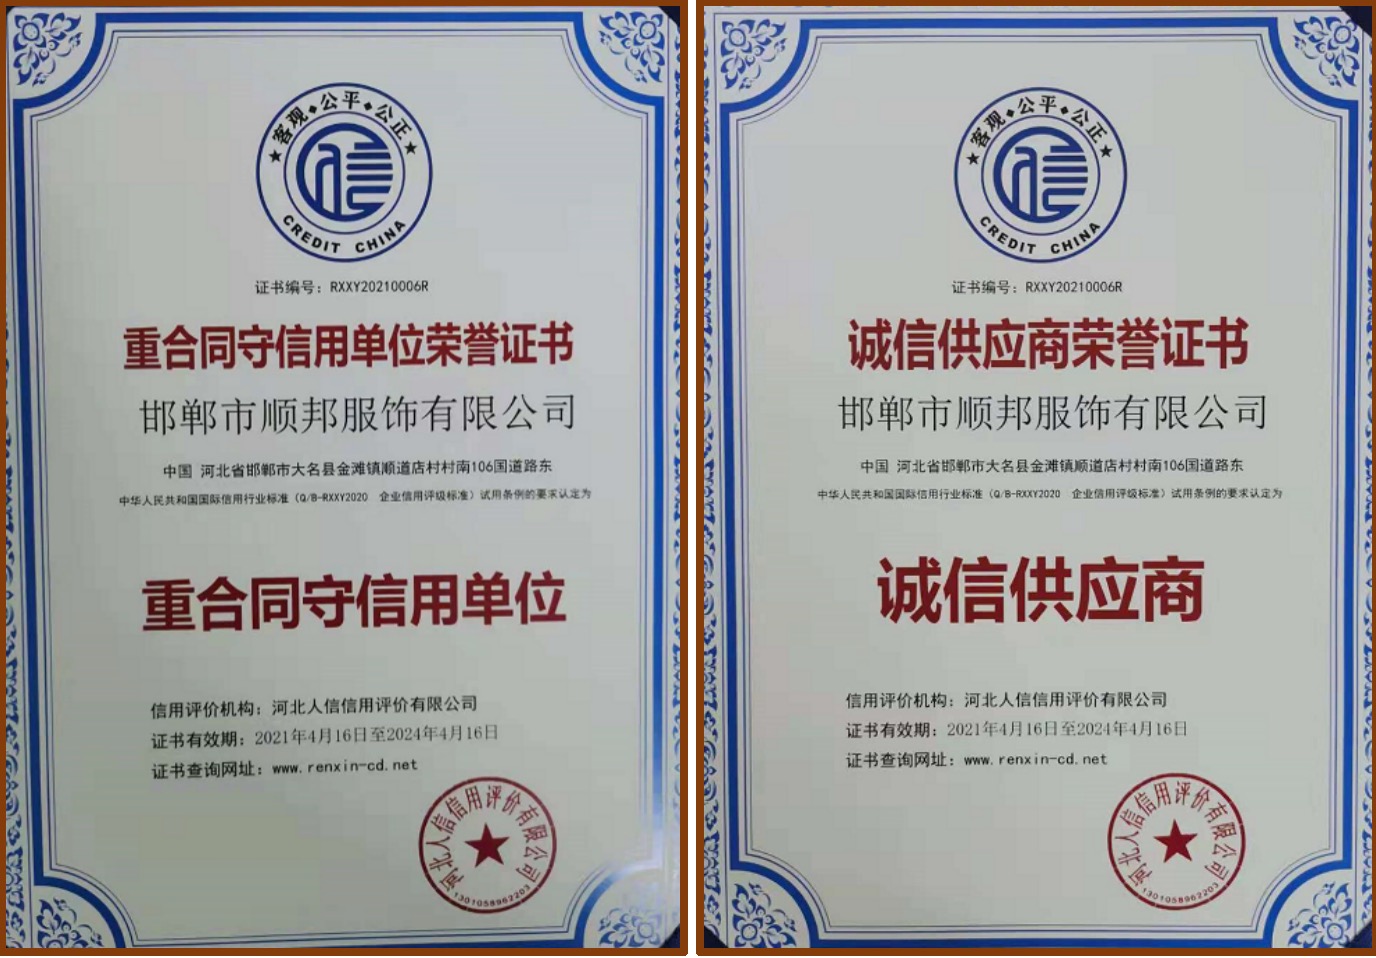 客观◆公平◆公正
信
CREDIT CHINA
证书编号：RXXY20210006R
重合同守信用单位荣誉证书
邯郸市顺邦服饰有限公司
中国 河北省邯郸市大名县金滩镇顺道店村村南106国道路东
中华人民共和国国际信用行业标准（Q/B-RXXY2020 企业信用评级标准）试用条例的要求认定为
重合同守信用单位
信用评价机构：河北人信信用评价有限公司
证书有效期：2021年4月16日至2024年4月16日
证书查询网址：www.renxin-cd.net
河北人信信用评价有限公司
1301058962203
客观◆公平◆公正
信
CREDIT CHINA
证书编号：RXXY20210006R
诚信供应商荣誉证书
邯郸市顺邦服饰有限公司
中国 河北省邯郸市大名县金滩镇顺道店村村南106国道路东
中华人民共和国国际信用行业标准（Q/B-RXXY2020 企业信用评级标准）试用条例的要求认定为
诚信供应商
信用评价机构：河北人信信用评价有限公司
证书有效期：2021年4月16日至2024年4月16日
证书查询网址：www.renxin-cd.net
河北人信信用评价有限公司
1301058962203